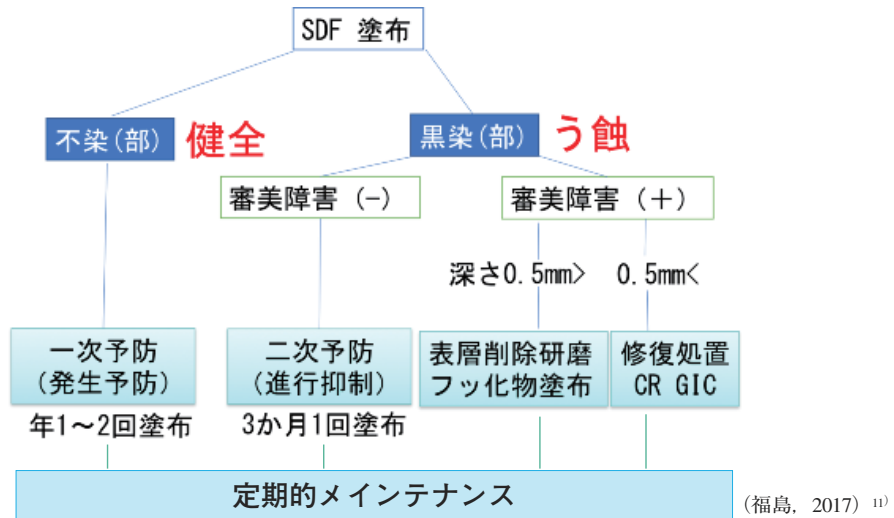 SDF 塗布
不染(部) 健全
黒染(部) う蝕
審美障害 (−)
審美障害 (＋)
深さ0.5mm> 0.5mm<
一次予防
(発生予防)
年1〜2回塗布
二次予防
(進行抑制)
3か月1回塗布
表層削除研磨
フッ化物塗布
修復処置
CR GIC
定期的メインテナンス
(福島，2017) 11)